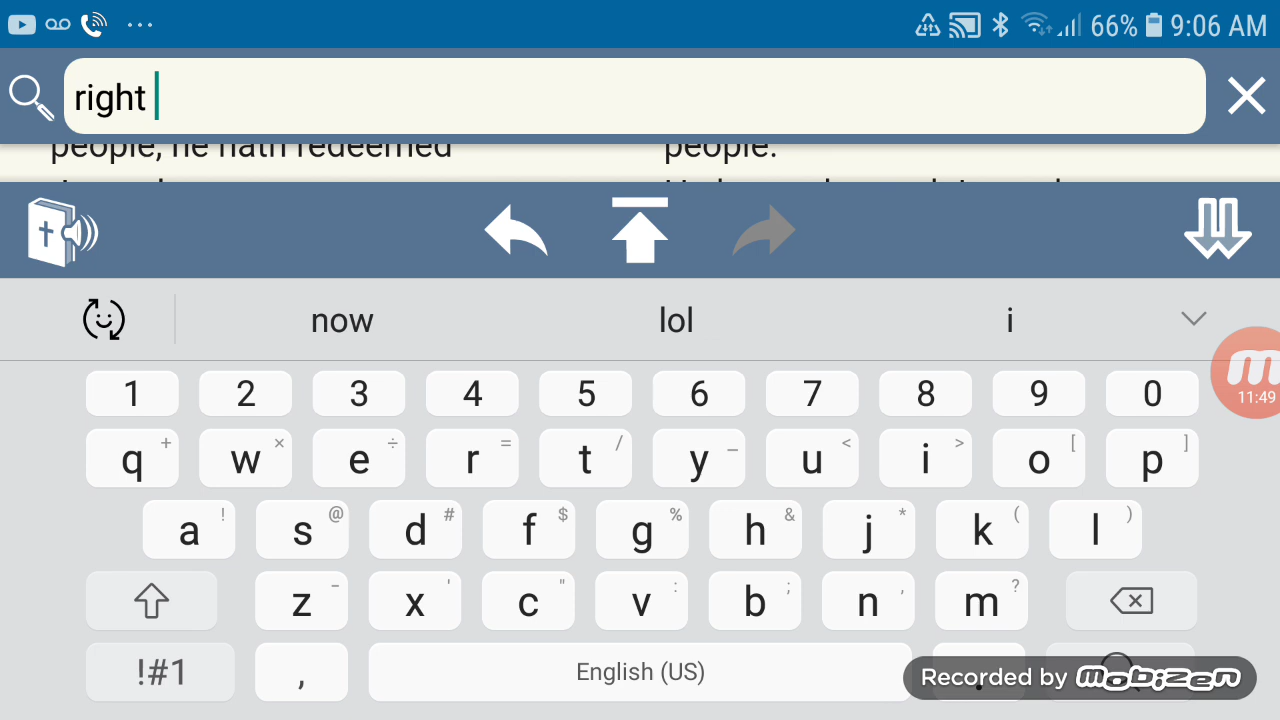 66% 9:06 AM
right
people, he hath redeemed people.
now lol i
1 2 3 4 5 6 7 8 9 0
11:49
q + w × e ÷ r = t / y _ u < i > o [ p ]
a ! s @ d # f $ g % h & j * k ( l )
z - x ' c " v : b ; n , m ?
!#1 , English (US) .
Recorded by mobizen